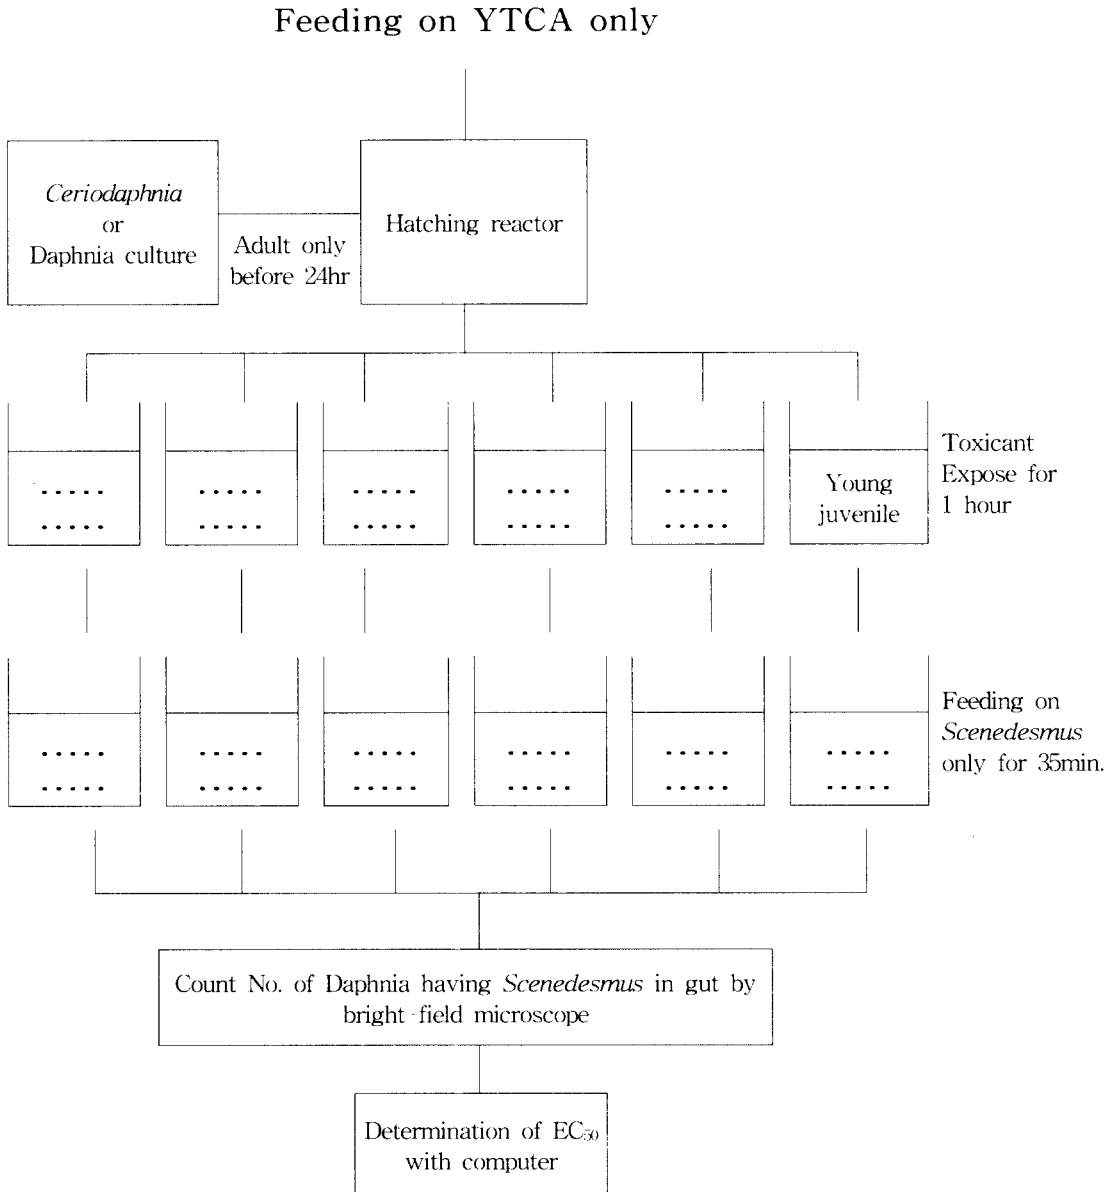 Feeding on YTCA only
Ceriodaphnia
or
Daphnia culture
Adult only
before 24hr
Hatching reactor
Young
juvenile
Toxicant
Expose for
1 hour
Feeding on
Scenedesmus
only for 35min.
Count No. of Daphnia having Scenedesmus in gut by
bright-field microscope
Determination of EC₅₀
with computer